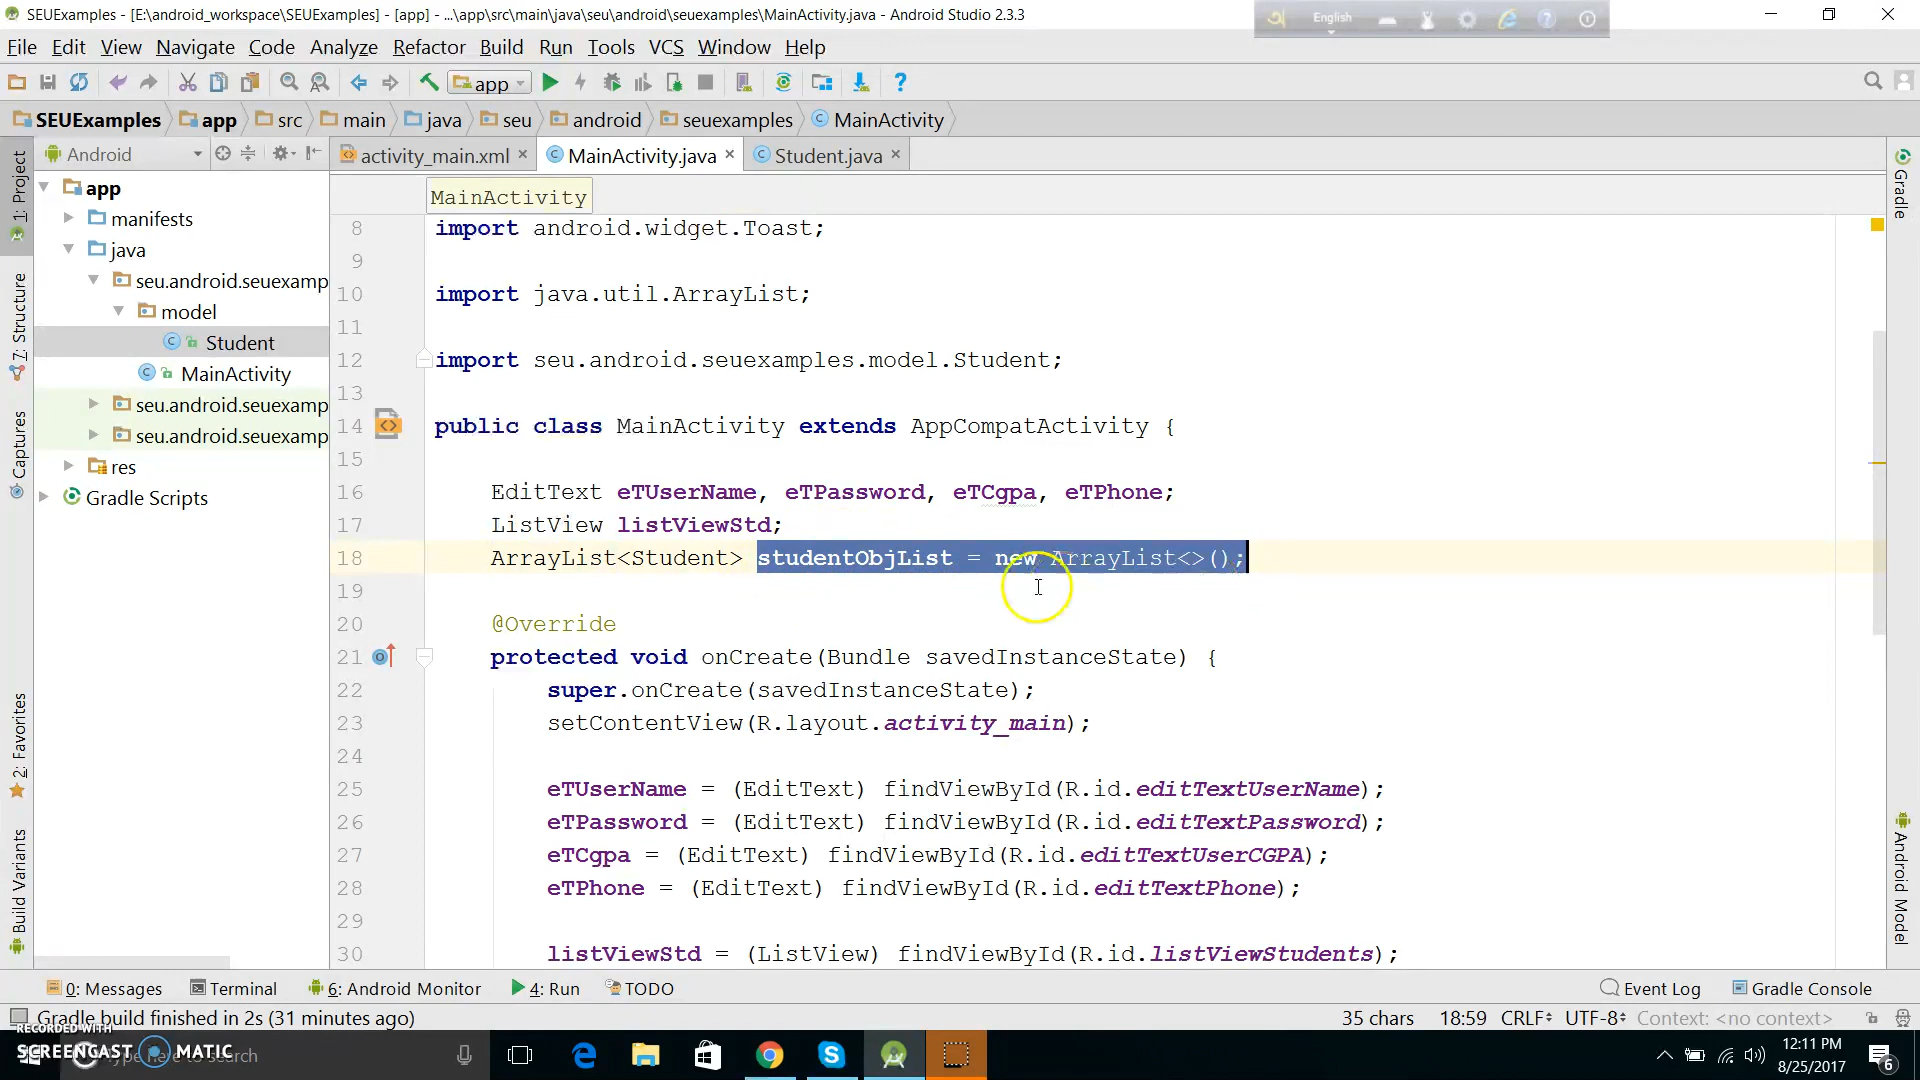 SEUExamples - [E:\android_workspace\SEUExamples] - [app] - ...\app\src\main\java\seu\android\seuexamples\MainActivity.java - Android Studio 2.3.3
English
File Edit View Navigate Code Analyze Refactor Build Run Tools VCS Window Help
app
SEUExamples app src main java seu android seuexamples MainActivity
Android
activity_main.xml MainActivity.java Student.java
MainActivity
1: Project
7: Structure
Captures
2: Favorites
Build Variants
app
manifests
java
seu.android.seuexamp
model
Student
MainActivity
seu.android.seuexamp
seu.android.seuexamp
res
Gradle Scripts
8 import android.widget.Toast;
9
10 import java.util.ArrayList;
11
12 import seu.android.seuexamples.model.Student;
13
14 public class MainActivity extends AppCompatActivity {
15
16 EditText eTUserName, eTPassword, eTCgpa, eTPhone;
17 ListView listViewStd;
18 ArrayList<Student> studentObjList = new ArrayList<>();
19
20 @Override
21 protected void onCreate(Bundle savedInstanceState) {
22 super.onCreate(savedInstanceState);
23 setContentView(R.layout.activity_main);
24
25 eTUserName = (EditText) findViewById(R.id.editTextUserName);
26 eTPassword = (EditText) findViewById(R.id.editTextPassword);
27 eTCgpa = (EditText) findViewById(R.id.editTextUserCGPA);
28 eTPhone = (EditText) findViewById(R.id.editTextPhone);
29
30 listViewStd = (ListView) findViewById(R.id.listViewStudents);
Gradle
Android Model
0: Messages Terminal 6: Android Monitor 4: Run TODO Event Log Gradle Console
Gradle build finished in 2s (31 minutes ago) 35 chars 18:59 CRLF UTF-8 Context: <no context>
RECORDED WITH
SCREENCAST MATIC
Type here to search
12:11 PM
8/25/2017
6